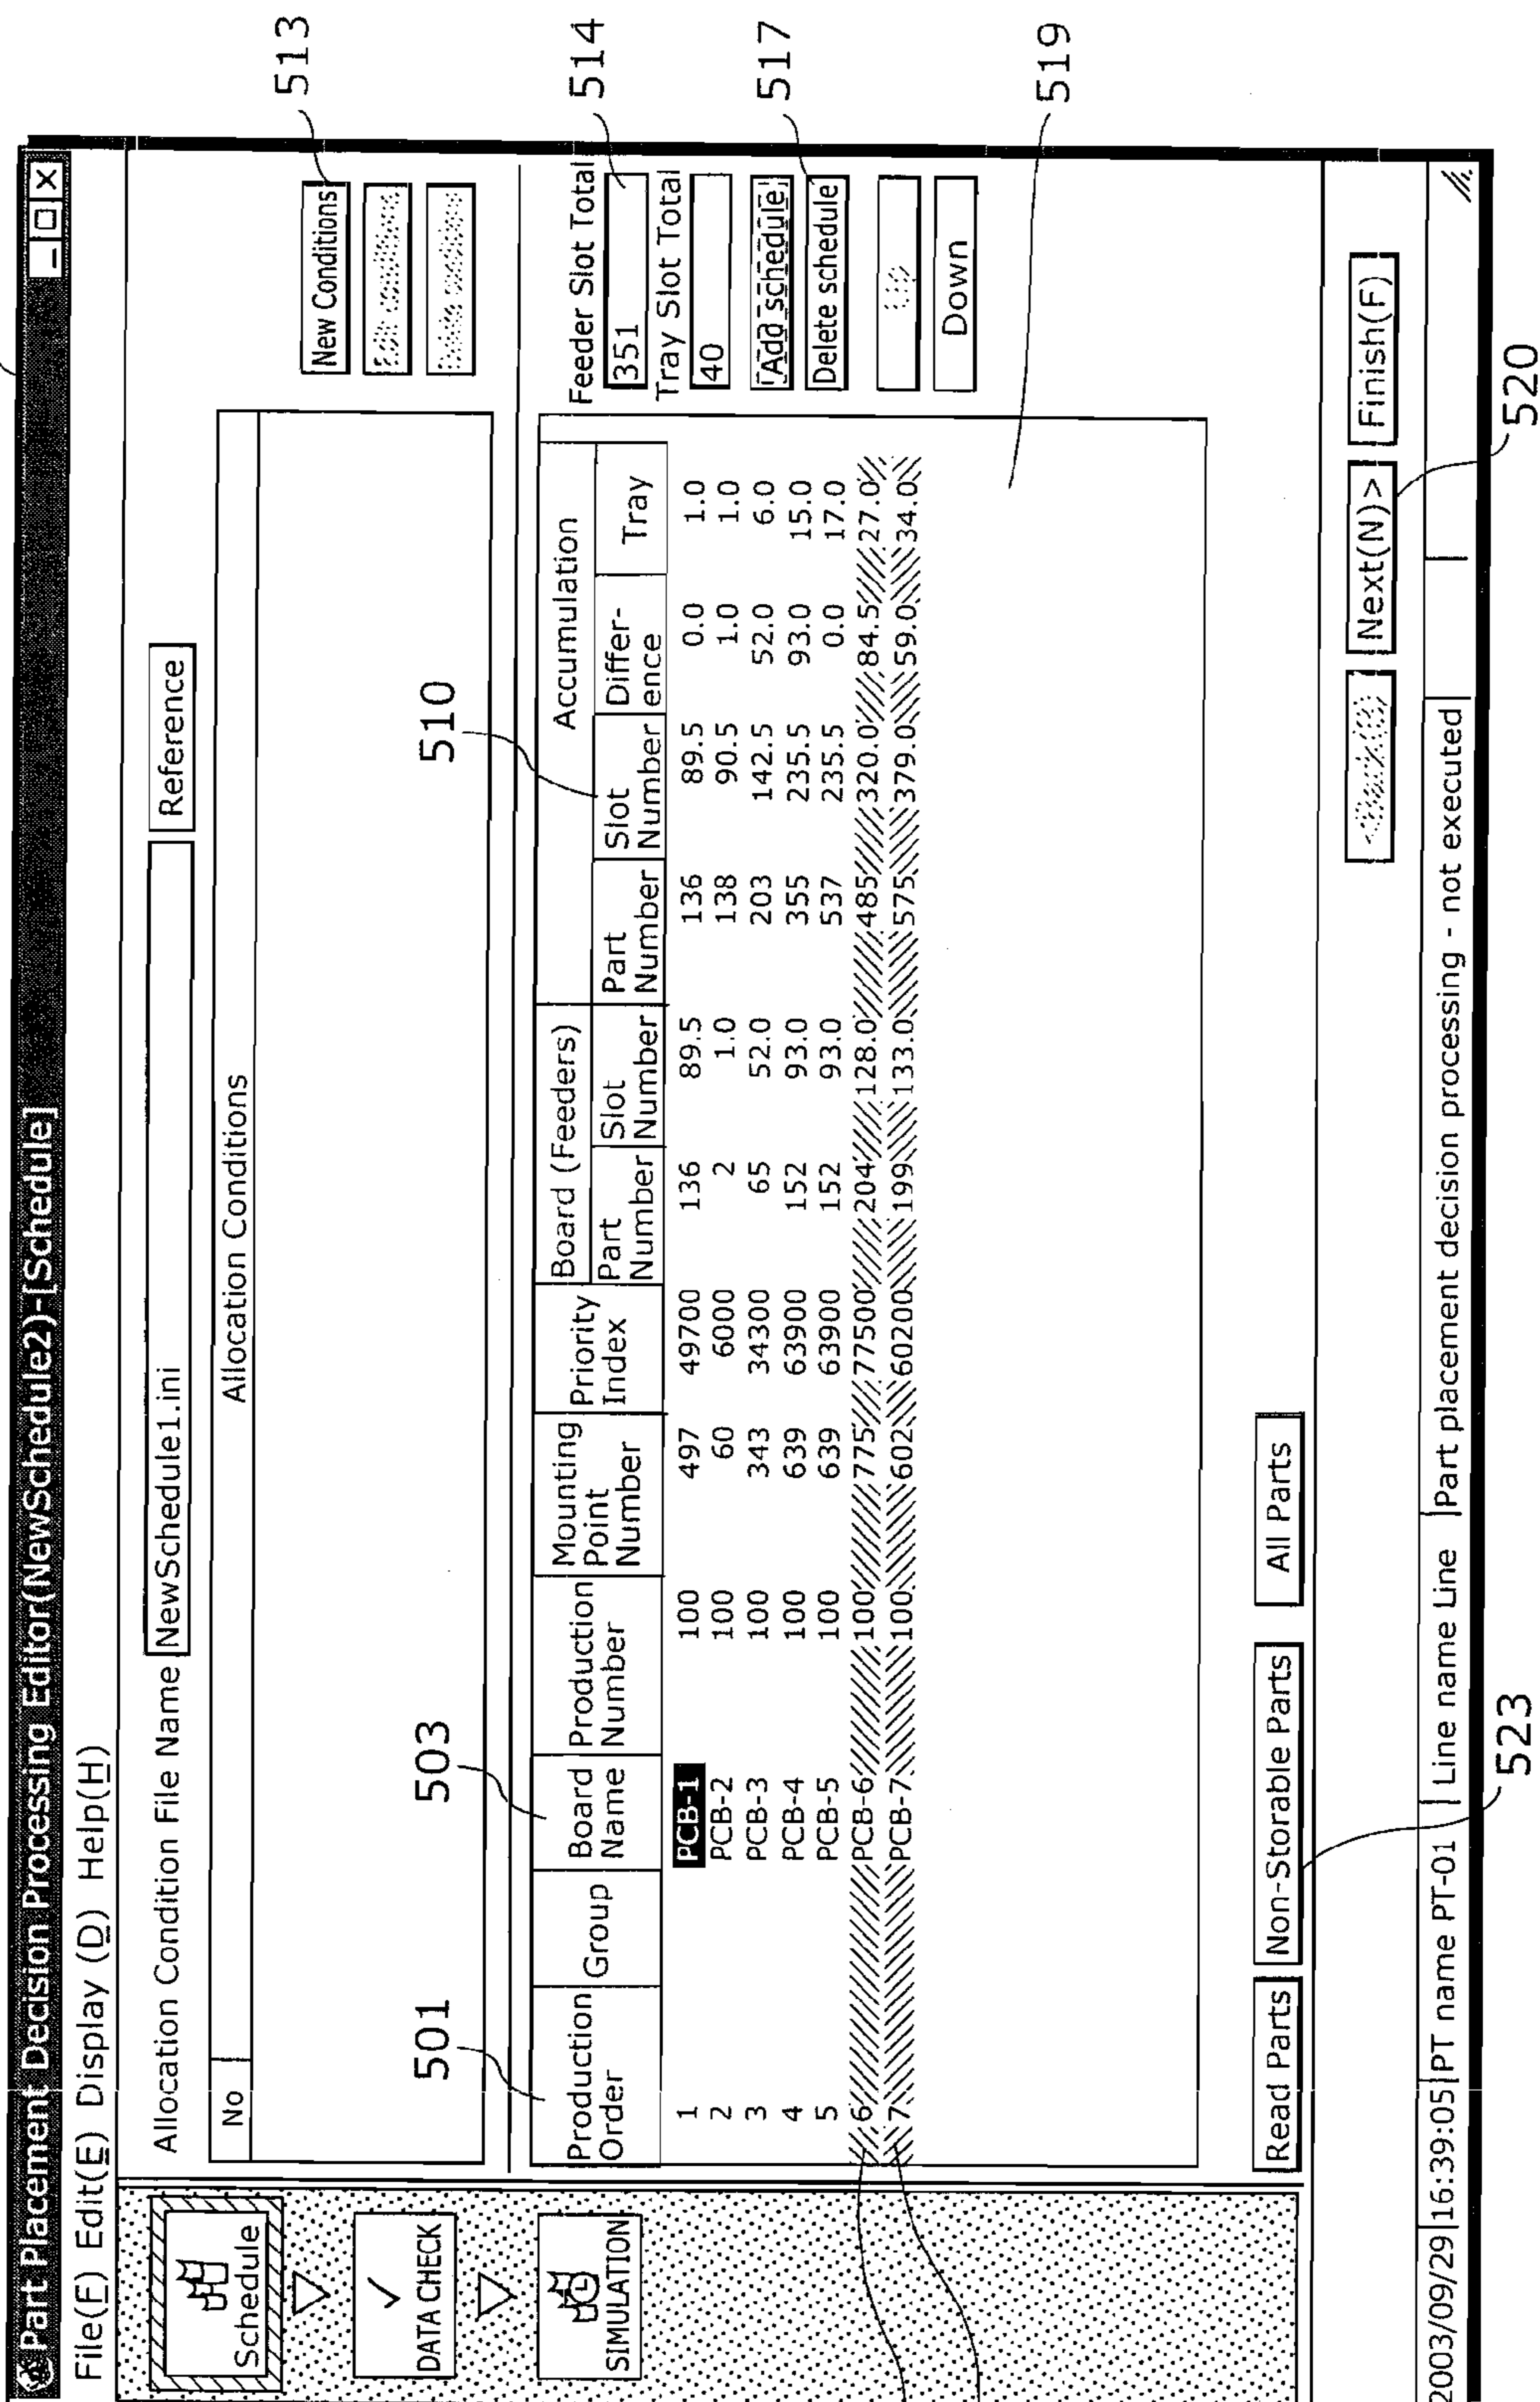 Part Placement Decision Processing Editor(NewSchedule2)-[Schedule]
File(F) Edit(E) Display (D) Help(H)
Schedule
DATA CHECK
SIMULATION
Allocation Condition File Name NewSchedule1.ini Reference
No Allocation Conditions
New Conditions
513
501
503
510
Feeder Slot Total
351
514
Tray Slot Total
40
Add schedule
Delete schedule
517
Down
519
Production Order Group Board Name Production Number Mounting Point Number Priority Index Board (Feeders) Accumulation
Part Number Slot Number Part Number Slot Number Differ-ence Tray
1 PCB-1 100 497 49700 136 89.5 136 89.5 0.0 1.0
2 PCB-2 100 60 6000 2 1.0 138 90.5 1.0 1.0
3 PCB-3 100 343 34300 65 52.0 203 142.5 52.0 6.0
4 PCB-4 100 639 63900 152 93.0 355 235.5 93.0 15.0
5 PCB-5 100 639 63900 152 93.0 537 235.5 0.0 17.0
6 PCB-6 100 775 77500 204 128.0 485 320.0 84.5 27.0
7 PCB-7 100 602 60200 199 133.0 575 379.0 59.0 34.0
Read Parts Non-Storable Parts All Parts
523
Next(N)> Finish(F)
520
2003/09/29 16:39:05 PT name PT-01 Line name Line Part placement decision processing - not executed